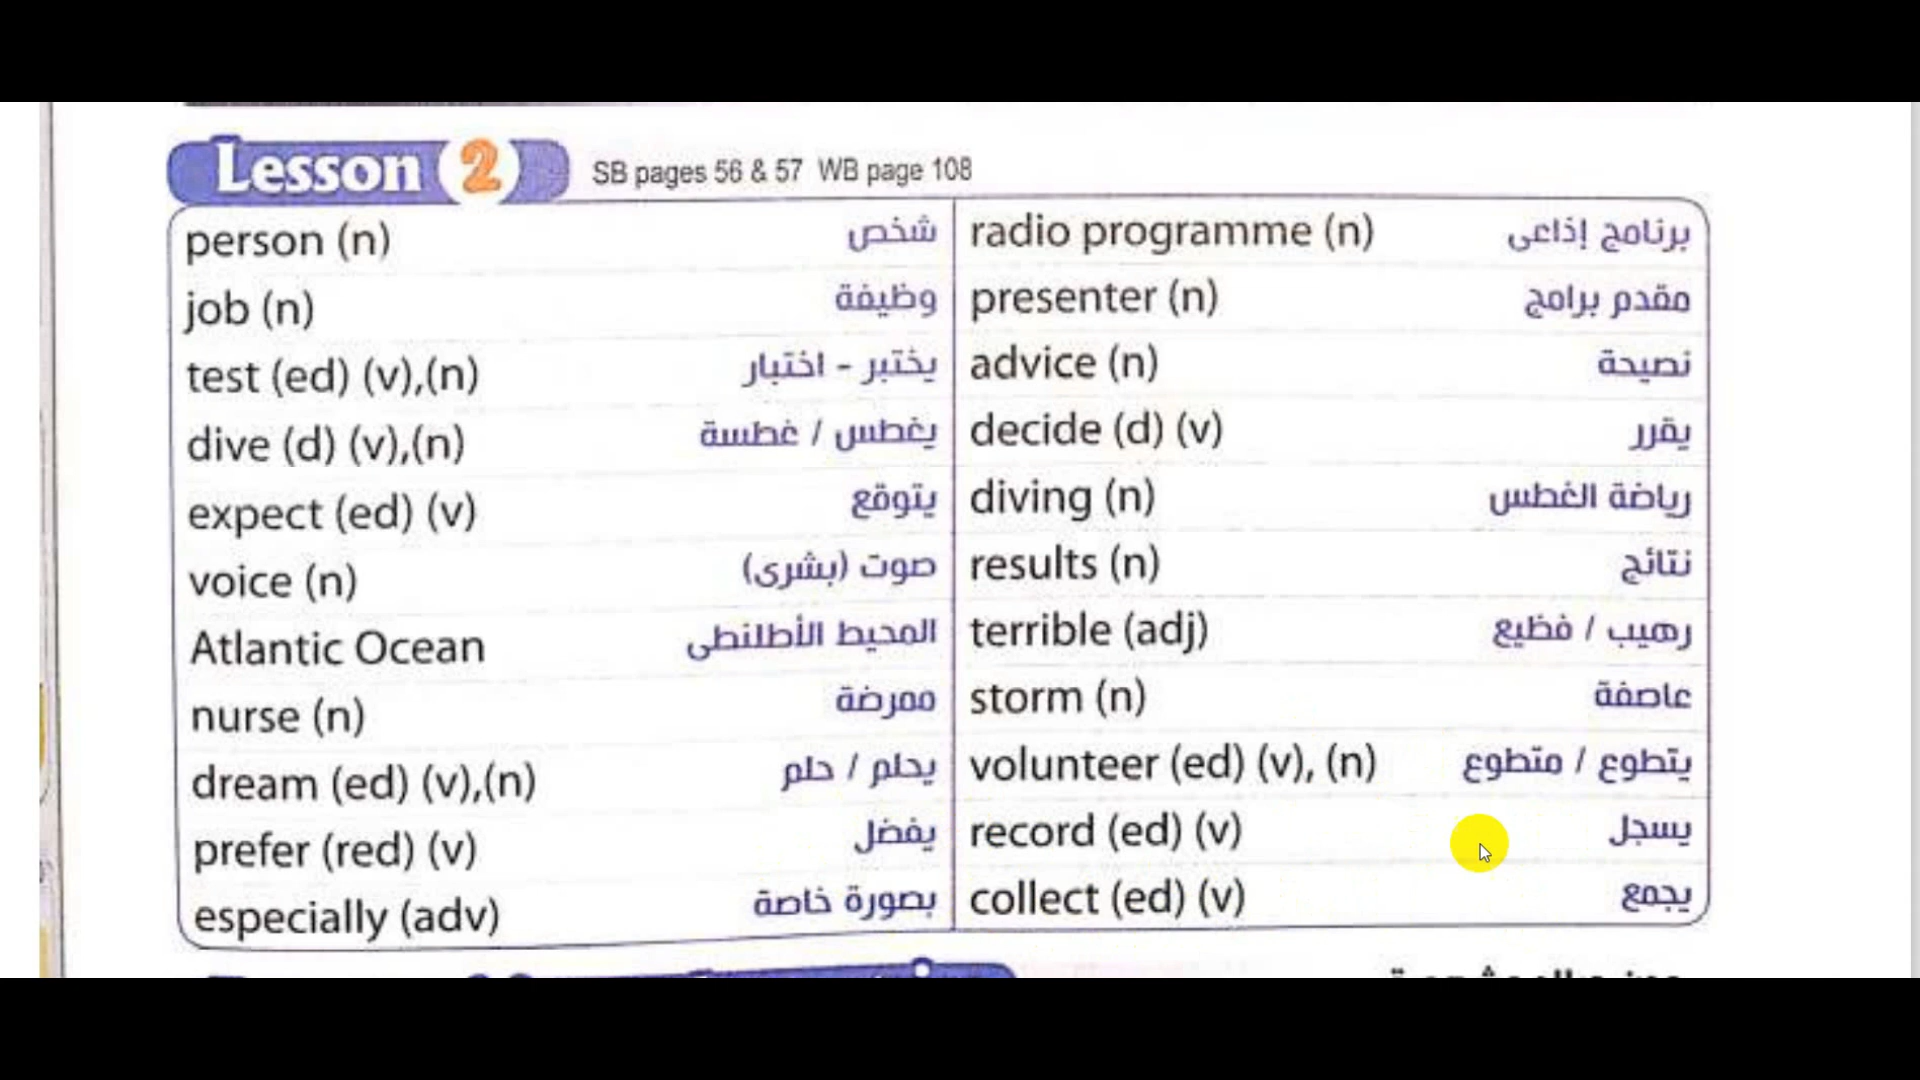 Lesson 2 SB pages 56 & 57 WB page 108
person (n) شخص
job (n) وظيفة
test (ed) (v),(n) يختبر - اختبار
dive (d) (v),(n) يغطس / غطسة
expect (ed) (v) يتوقع
voice (n) صوت (بشرى)
Atlantic Ocean المحيط الأطلنطى
nurse (n) ممرضة
dream (ed) (v),(n) يحلم / حلم
prefer (red) (v) يفضل
especially (adv) بصورة خاصة
radio programme (n) برنامج إذاعى
presenter (n) مقدم برامج
advice (n) نصيحة
decide (d) (v) يقرر
diving (n) رياضة الغطس
results (n) نتائج
terrible (adj) رهيب / فظيع
storm (n) عاصفة
volunteer (ed) (v), (n) يتطوع / متطوع
record (ed) (v) يسجل
collect (ed) (v) يجمع